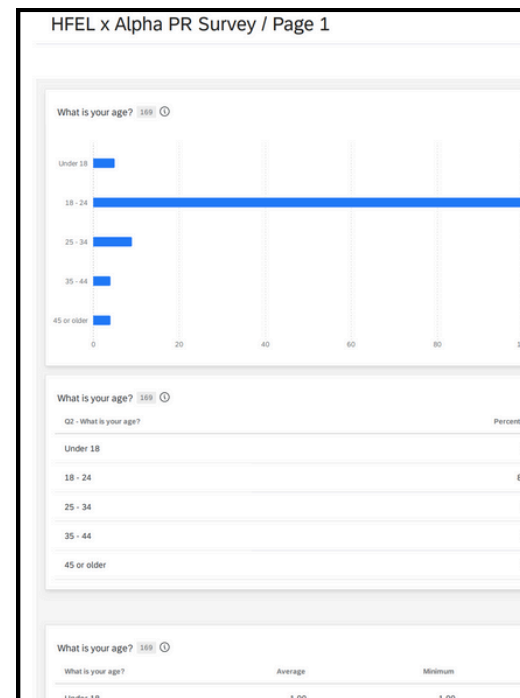 HFEL x Alpha PR Survey / Page 1
What is your age? 169
Under 18
18 - 24
25 - 34
35 - 44
45 or older
0 20 40 60 80
What is your age? 169
Q2 - What is your age? Percent
Under 18
18 - 24
25 - 34
35 - 44
45 or older
What is your age? 169
What is your age? Average Minimum
Under 18 1.00 1.00